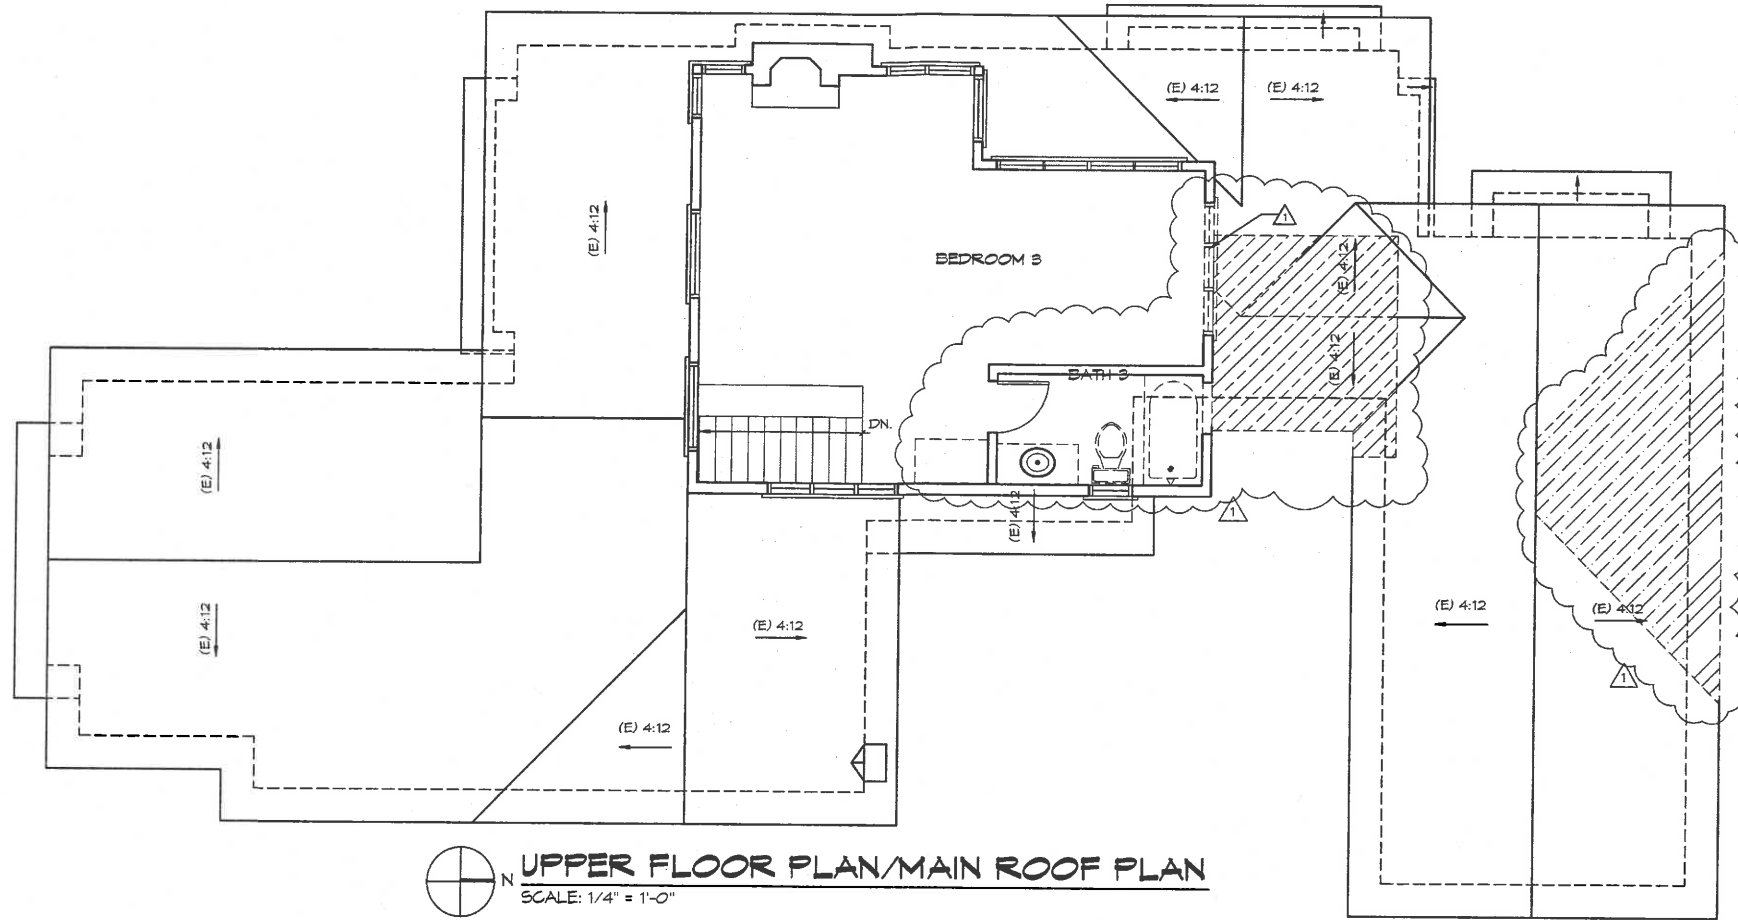 (E) 4:12
(E) 4:12
(E) 4:12
1
(E) 4:12
BEDROOM 3
(E) 4:12
(E) 4:12
BATH 3
DN.
(E) 4:12
(E) 4:12
1
(E) 4:12
(E) 4:12
(E) 4:12
(E) 4:12
1
(E) 4:12
N
UPPER FLOOR PLAN/MAIN ROOF PLAN
SCALE: 1/4" = 1'-0"